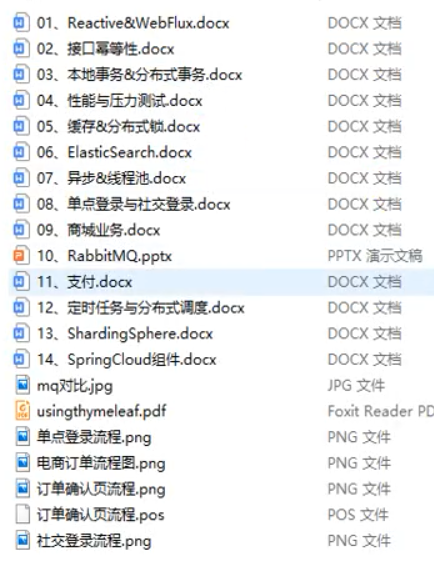 01、Reactive&WebFlux.docx DOCX 文档
02、接口幂等性.docx DOCX 文档
03、本地事务&分布式事务.docx DOCX 文档
04、性能与压力测试.docx DOCX 文档
05、缓存&分布式锁.docx DOCX 文档
06、ElasticSearch.docx DOCX 文档
07、异步&线程池.docx DOCX 文档
08、单点登录与社交登录.docx DOCX 文档
09、商城业务.docx DOCX 文档
10、RabbitMQ.pptx PPTX 演示文稿
11、支付.docx DOCX 文档
12、定时任务与分布式调度.docx DOCX 文档
13、ShardingSphere.docx DOCX 文档
14、SpringCloud组件.docx DOCX 文档
mq对比.jpg JPG 文件
usingthymeleaf.pdf Foxit Reader PD
单点登录流程.png PNG 文件
电商订单流程图.png PNG 文件
订单确认页流程.png PNG 文件
订单确认页流程.pos POS 文件
社交登录流程.png PNG 文件